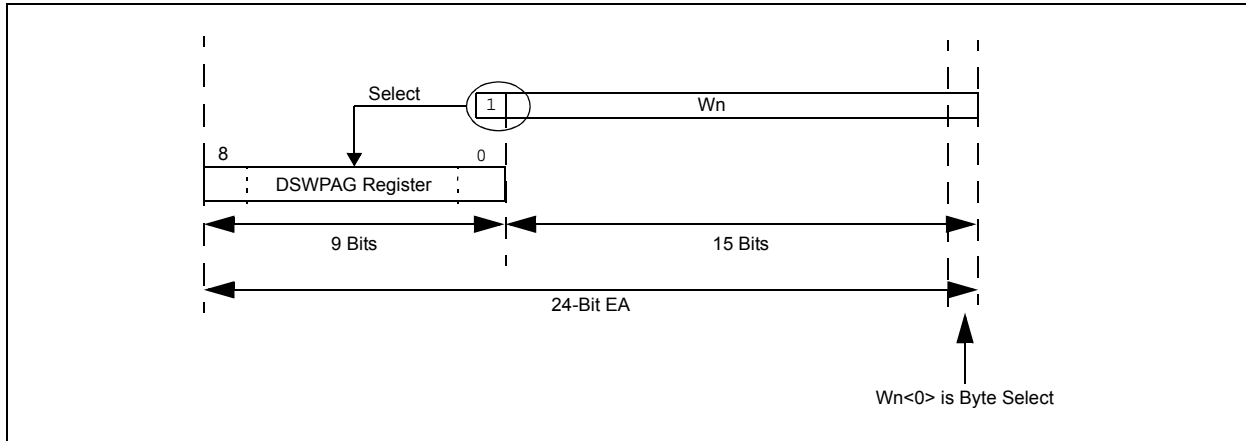 Select
1
Wn
8
0
DSWPAG Register
9 Bits
15 Bits
24-Bit EA
Wn<0> is Byte Select